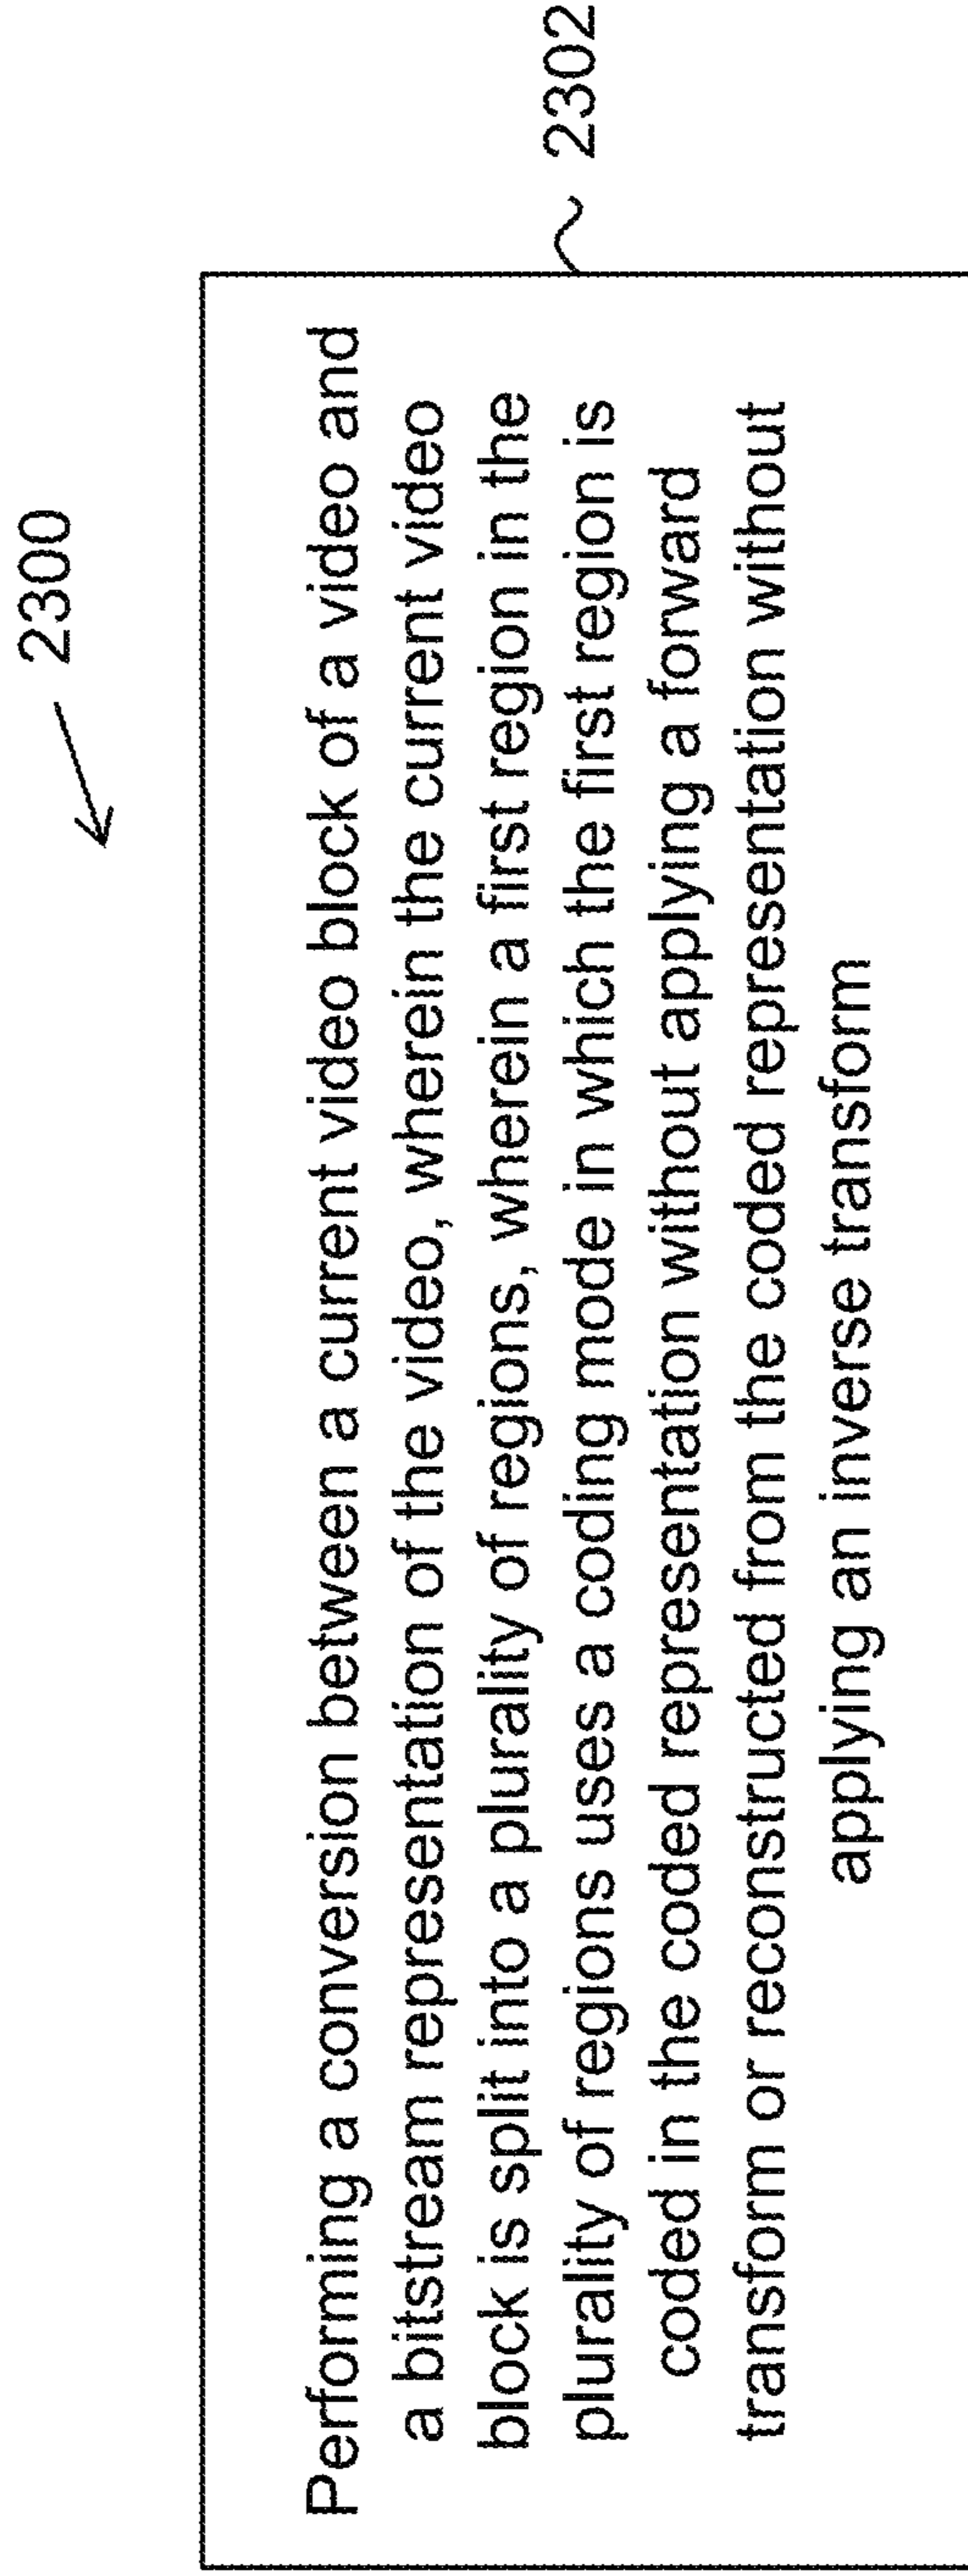 2300
2302
Performing a conversion between a current video block of a video and
a bitstream representation of the video, wherein the current video
block is split into a plurality of regions, wherein a first region in the
plurality of regions uses a coding mode in which the first region is
coded in the coded representation without applying a forward
transform or reconstructed from the coded representation without
applying an inverse transform